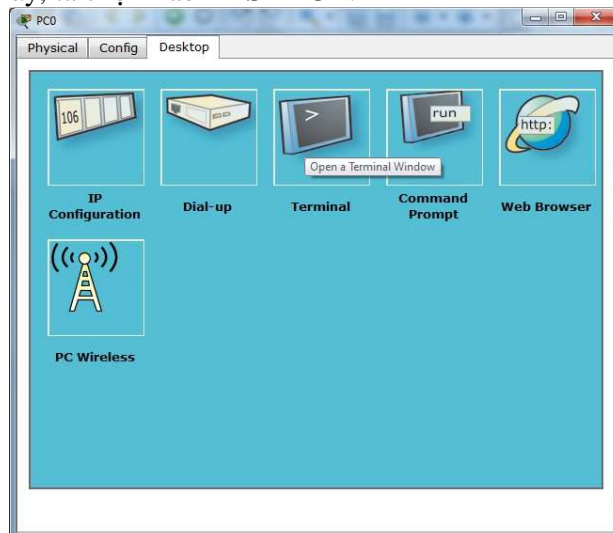 PC0
Physical Config Desktop
106
>
run
http:
Open a Terminal Window
IP Configuration
Dial-up
Terminal
Command Prompt
Web Browser
PC Wireless